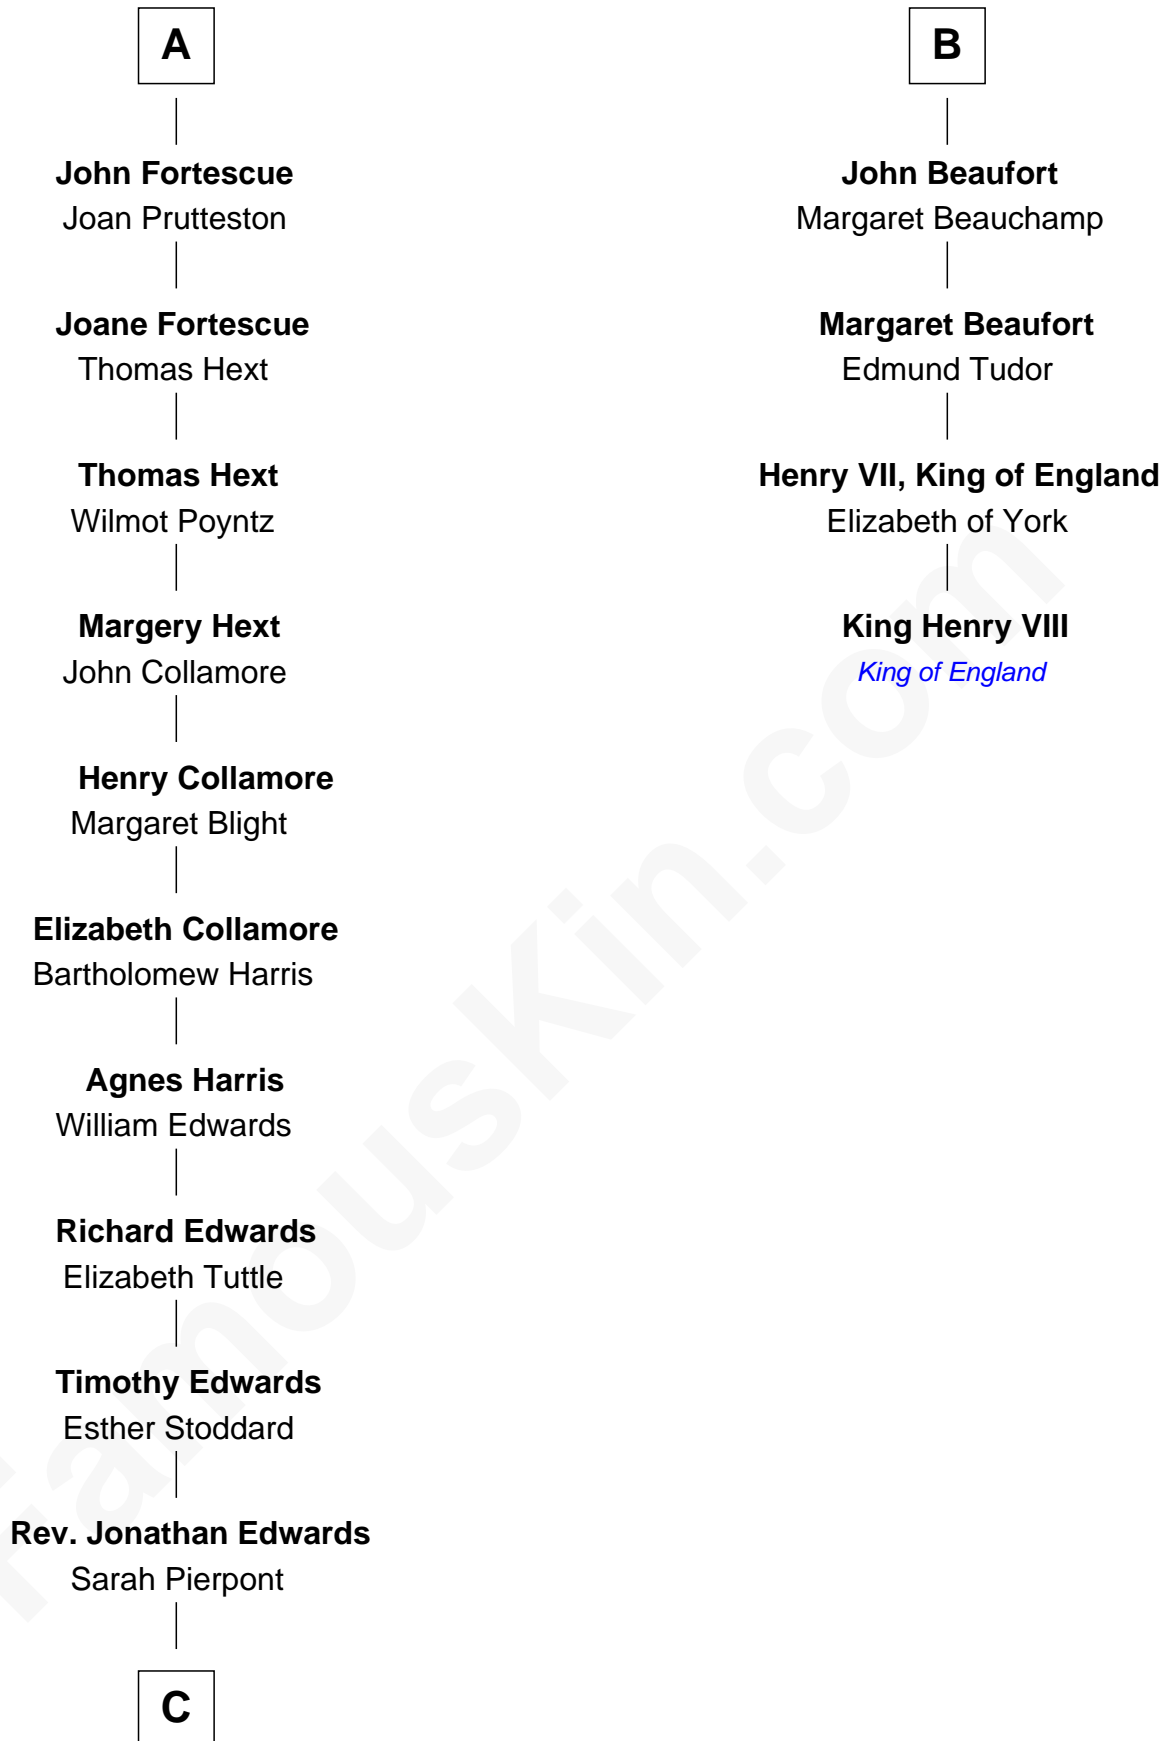 A
John Fortescue
Joan Prutteston
Joane Fortescue
Thomas Hext
Thomas Hext
Wilmot Poyntz
Margery Hext
John Collamore
Henry Collamore
Margaret Blight
Elizabeth Collamore
Bartholomew Harris
Agnes Harris
William Edwards
Richard Edwards
Elizabeth Tuttle
Timothy Edwards
Esther Stoddard
Rev. Jonathan Edwards
Sarah Pierpont
C
B
John Beaufort
Margaret Beauchamp
Margaret Beaufort
Edmund Tudor
Henry VII, King of England
Elizabeth of York
King Henry VIII
King of England
FamousKin.com